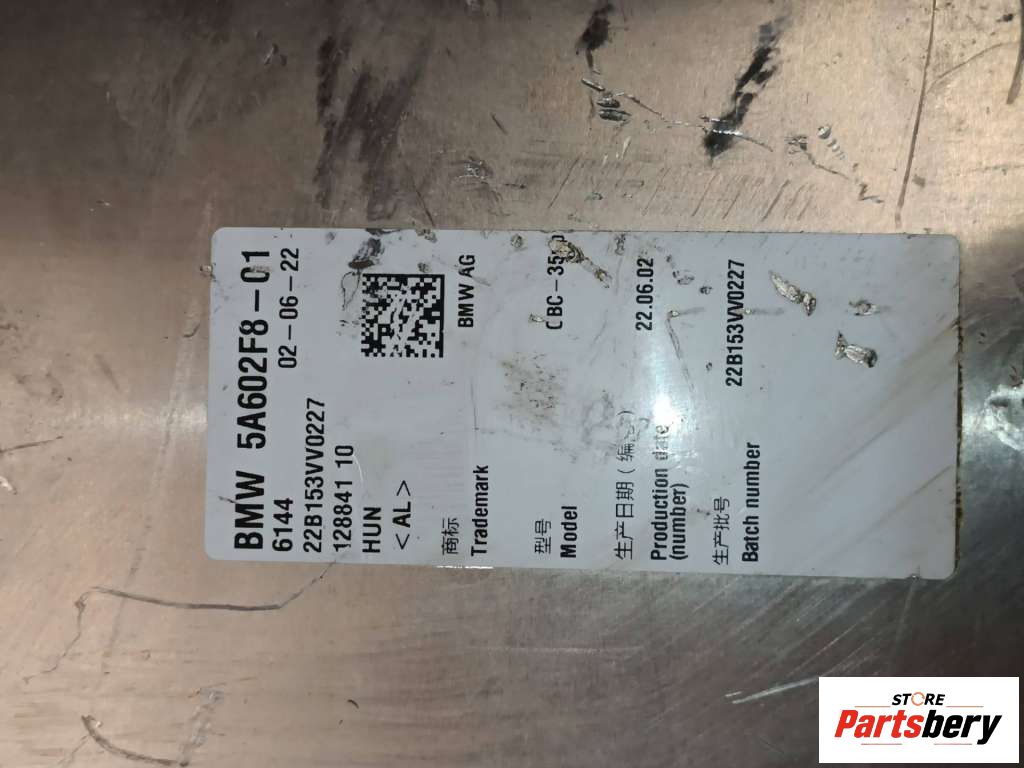 BMW 5A602F8-01
6144 02-06-22
22B153VV0227
128841 10
HUN
<AL>
商标
Trademark BMW AG
型号
Model
生产日期(编号)
Production date 22.06.02
(number)
生产批号
Batch number 22B153VV0227
STORE
Partsbery